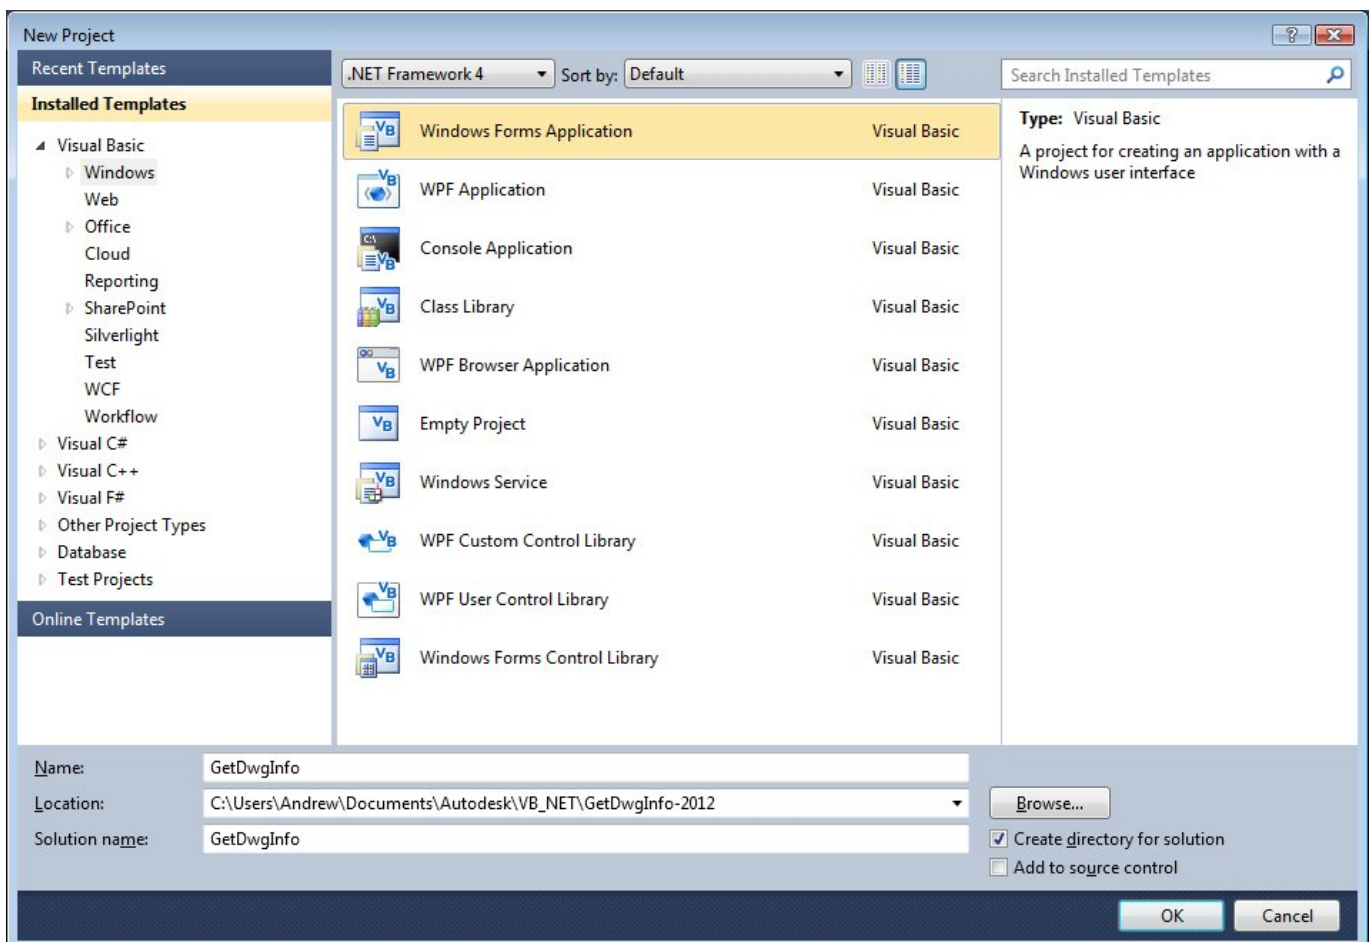 New Project
Recent Templates
.NET Framework 4
Sort by: Default
Search Installed Templates
Installed Templates
Visual Basic
Windows
Web
Office
Cloud
Reporting
SharePoint
Silverlight
Test
WCF
Workflow
Visual C#
Visual C++
Visual F#
Other Project Types
Database
Test Projects
Online Templates
Windows Forms Application Visual Basic
WPF Application Visual Basic
Console Application Visual Basic
Class Library Visual Basic
WPF Browser Application Visual Basic
Empty Project Visual Basic
Windows Service Visual Basic
WPF Custom Control Library Visual Basic
WPF User Control Library Visual Basic
Windows Forms Control Library Visual Basic
Type: Visual Basic
A project for creating an application with a
Windows user interface
Name: GetDwgInfo
Location: C:\Users\Andrew\Documents\Autodesk\VB_NET\GetDwgInfo-2012 Browse...
Solution name: GetDwgInfo
Create directory for solution
Add to source control
OK Cancel